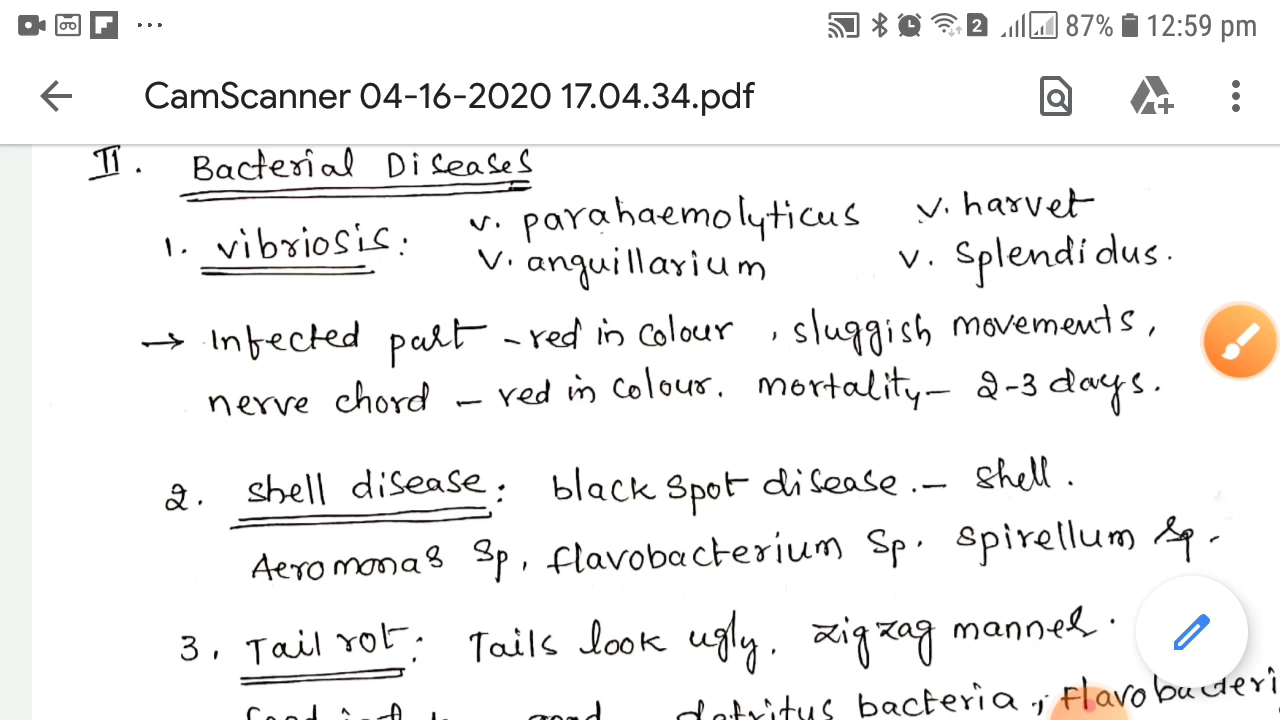 2 87% 12:59 pm
CamScanner 04-16-2020 17.04.34.pdf
II. Bacterial Diseases
1. vibriosis: v. parahaemolyticus v. harvet
v. anguillarium v. splendidus.
→ Infected part - red in colour, sluggish movements,
nerve chord - red in colour. mortality - 2-3 days.
2. shell disease: black spot disease. - shell.
Aeromonas sp, flavobacterium sp. spirellum sp.
3. Tail rot: Tails look ugly. zigzag manner.
detritus bacteria, flavobacteri